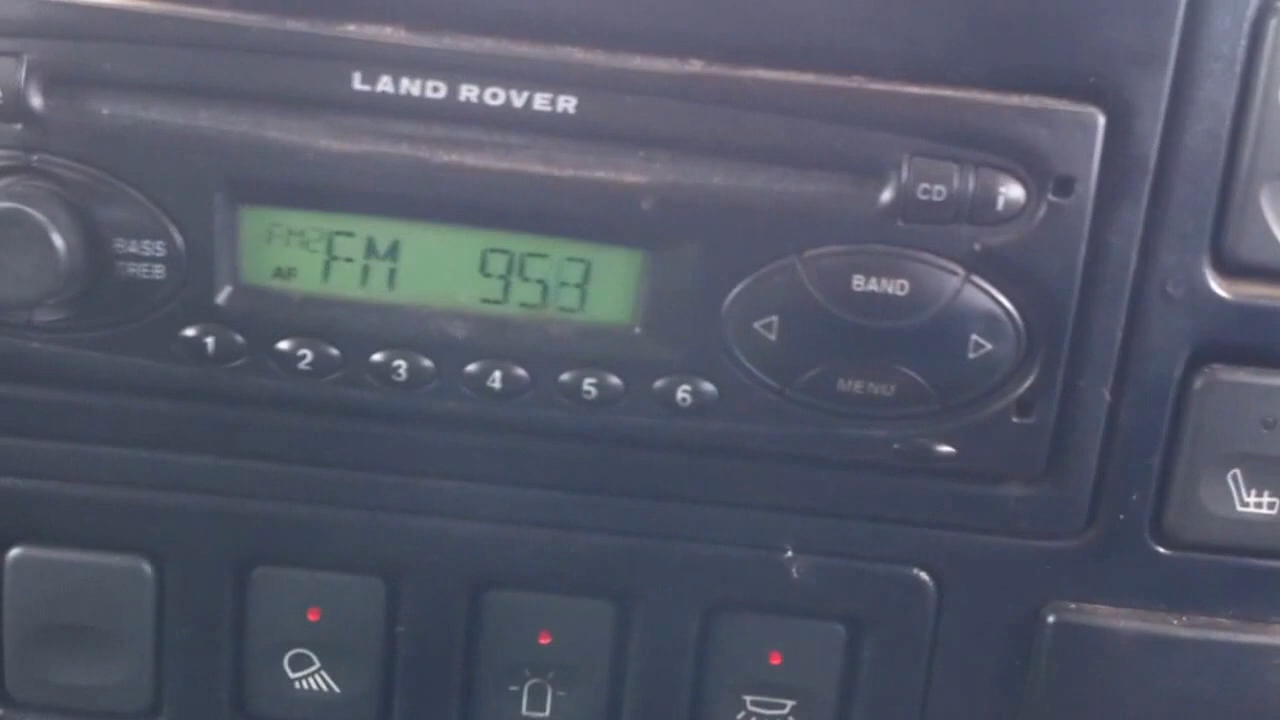 LAND ROVER
CD i
BASS
TREB
FM2
AF
FM 953
BAND
MENU
1 2 3 4 5 6